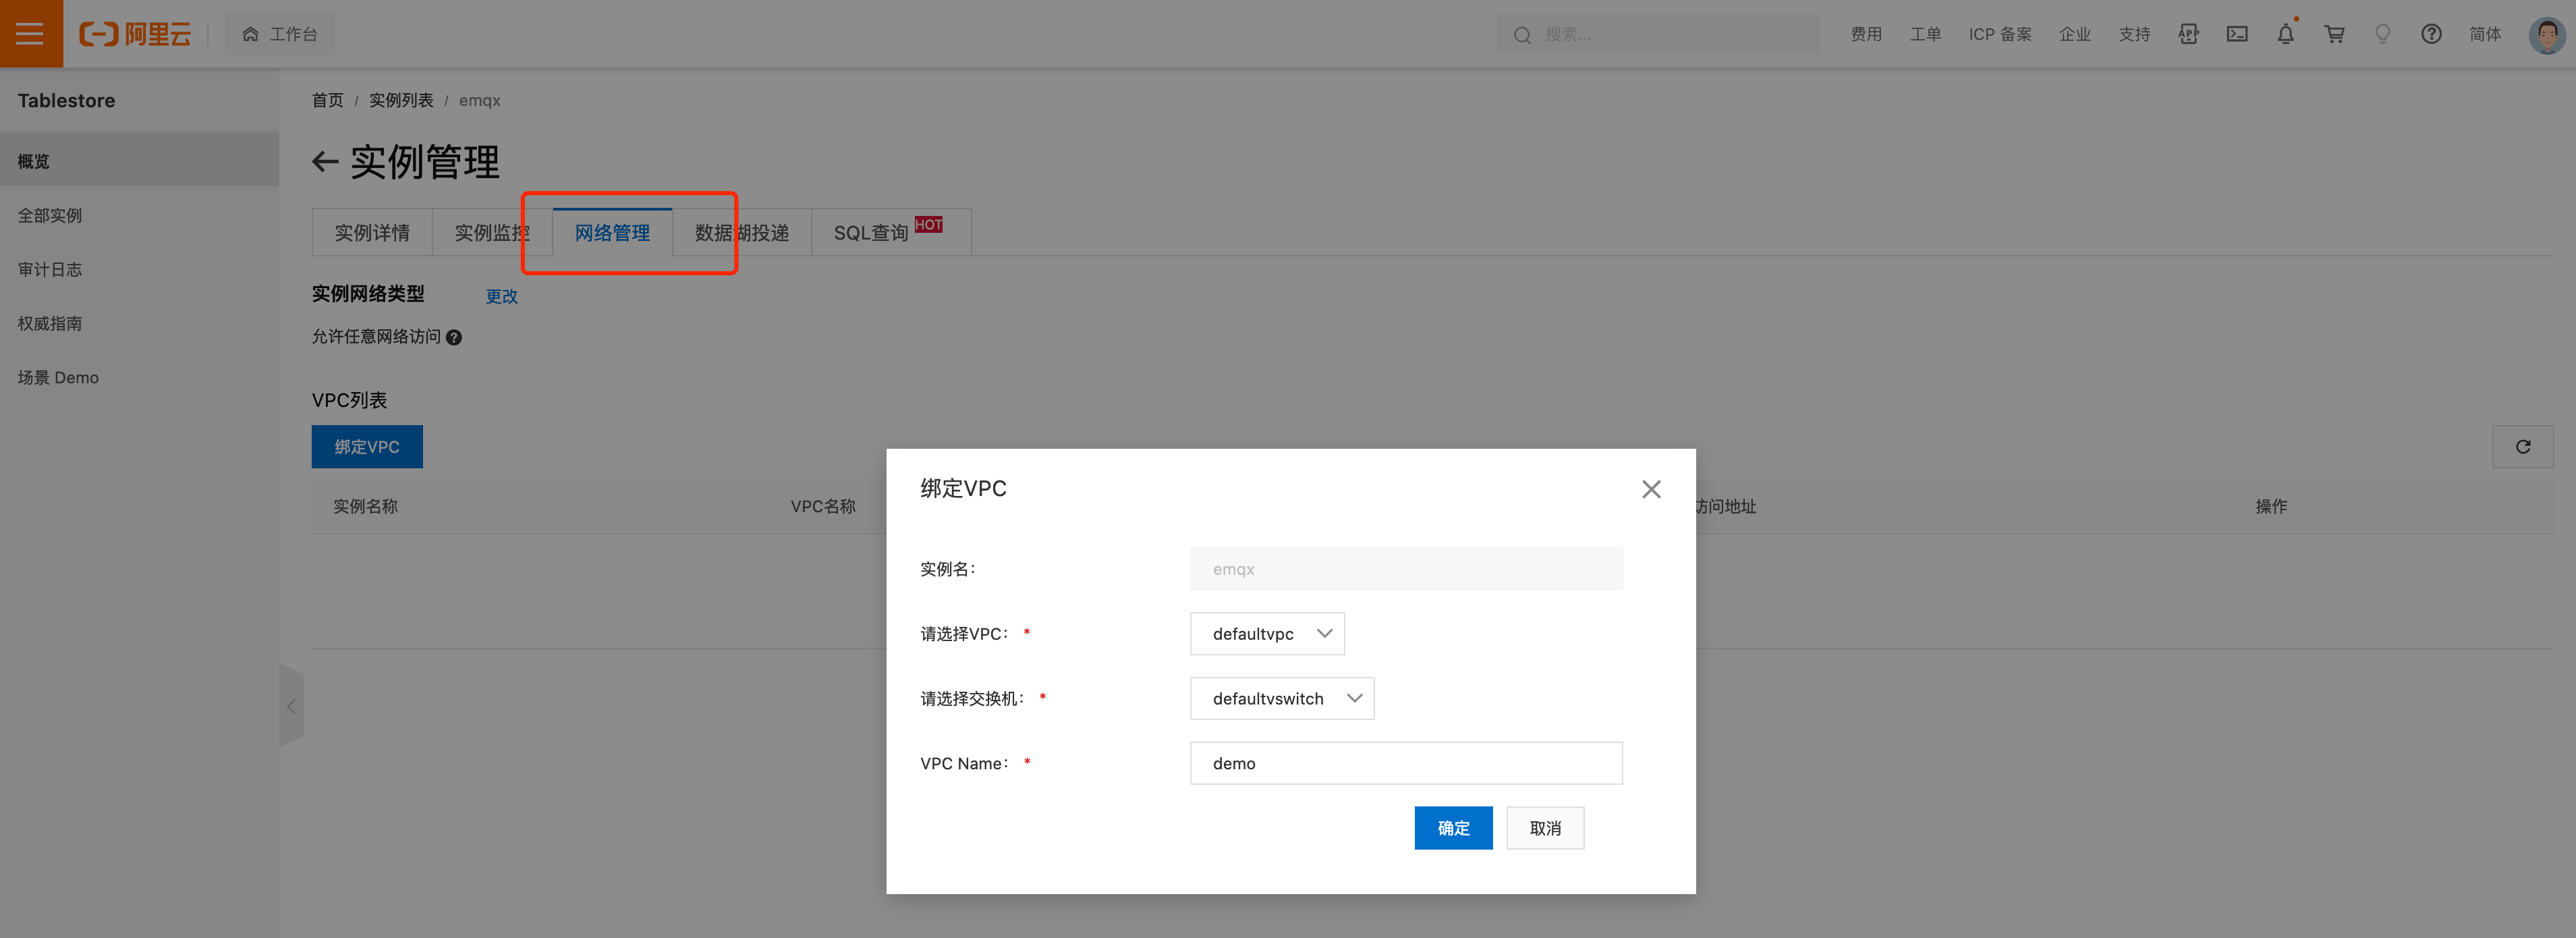 阿里云 工作台 搜索... 费用 工单 ICP 备案 企业 支持 APP 简体
Tablestore
概览
全部实例
审计日志
权威指南
场景 Demo
首页 / 实例列表 / emqx
实例管理
实例详情 实例监控 网络管理 数据湖投递 SQL查询 HOT
实例网络类型 更改
允许任意网络访问
VPC列表
绑定VPC
实例名称 VPC名称 访问地址 操作
绑定VPC
实例名: emqx
请选择VPC: * defaultvpc
请选择交换机: * defaultvswitch
VPC Name: * demo
确定 取消